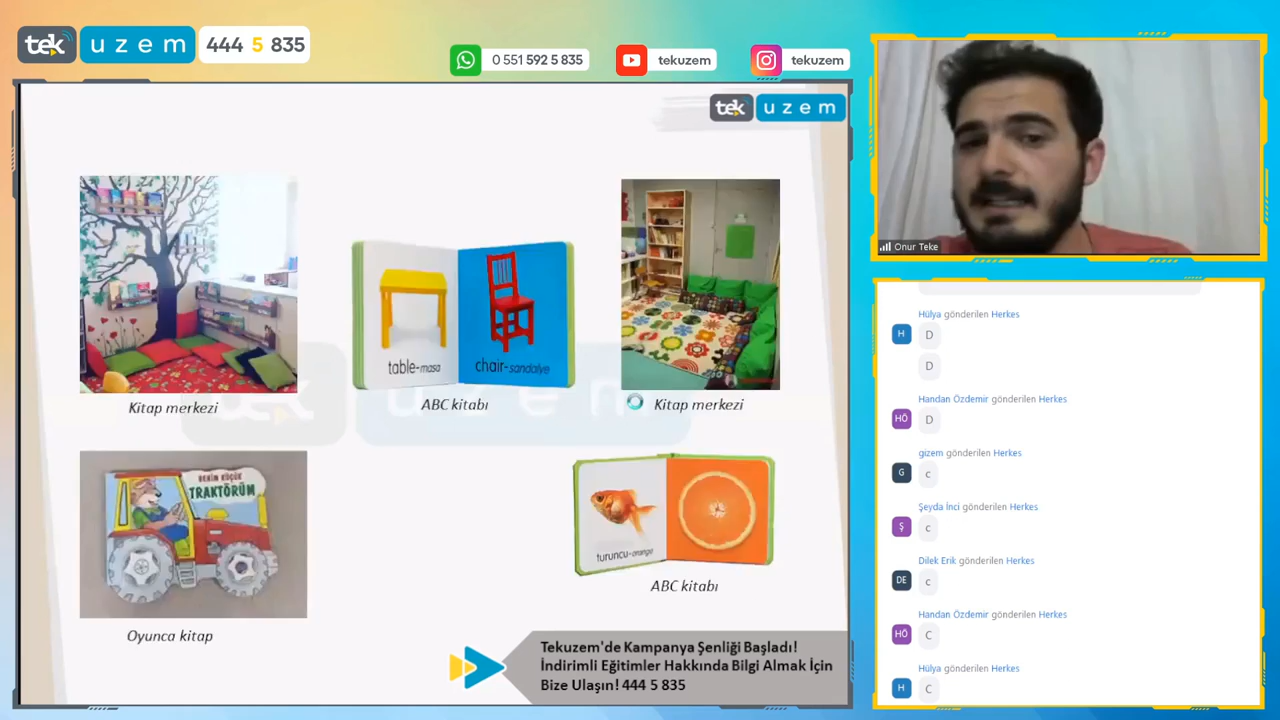 tek uzem 444 5 835
0 551 592 5 835
tekuzem
tekuzem
tek uzem
Kitap merkezi
table-masa
chair-sandalye
ABC kitabı
Kitap merkezi
BENİM KÜÇÜK
TRAKTÖRÜM
Oyunca kitap
turuncu-orange
ABC kitabı
Tekuzem'de Kampanya Şenliği Başladı!
İndirimli Eğitimler Hakkında Bilgi Almak İçin
Bize Ulaşın! 444 5 835
Onur Teke
Hülya gönderilen Herkes
H D
D
Handan Özdemir gönderilen Herkes
HÖ D
gizem gönderilen Herkes
G c
Şeyda İnci gönderilen Herkes
Ş c
Dilek Erik gönderilen Herkes
DE c
Handan Özdemir gönderilen Herkes
HÖ C
Hülya gönderilen Herkes
H C